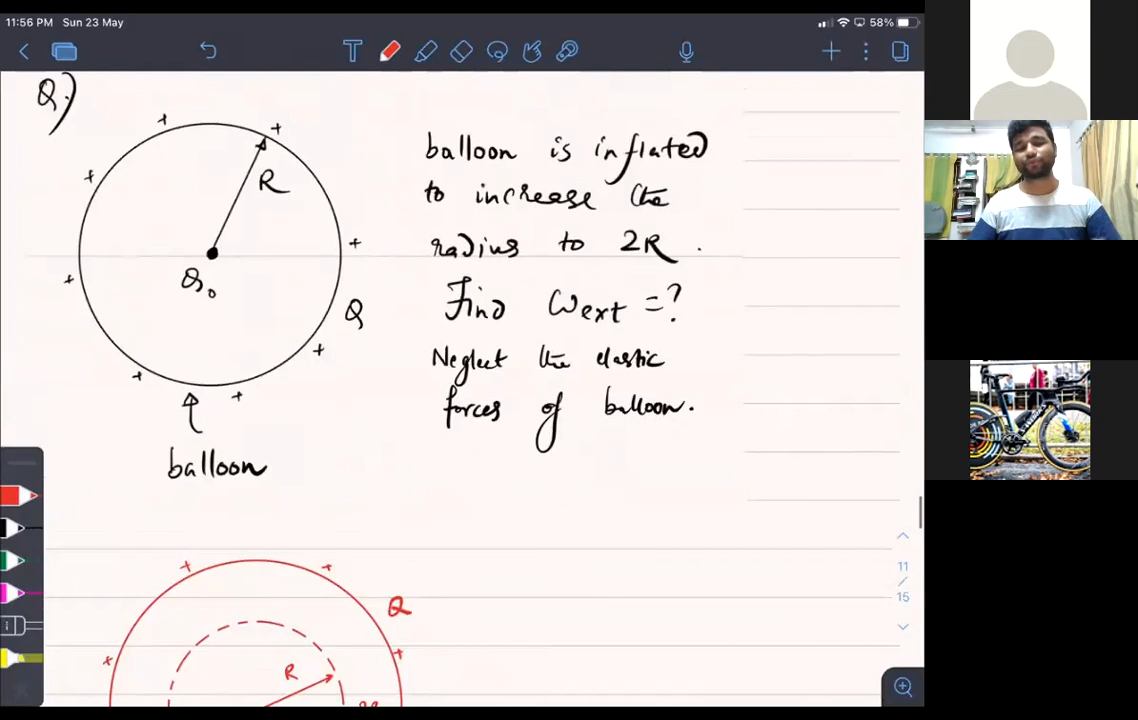 11:56 PM Sun 23 May
58%
T
Q.)
R
Q₀
Q
balloon
balloon is inflated
to increase the
radius to 2R.
Find Wext = ?
Neglect the elastic
forces of balloon.
Q
R
11
/
15